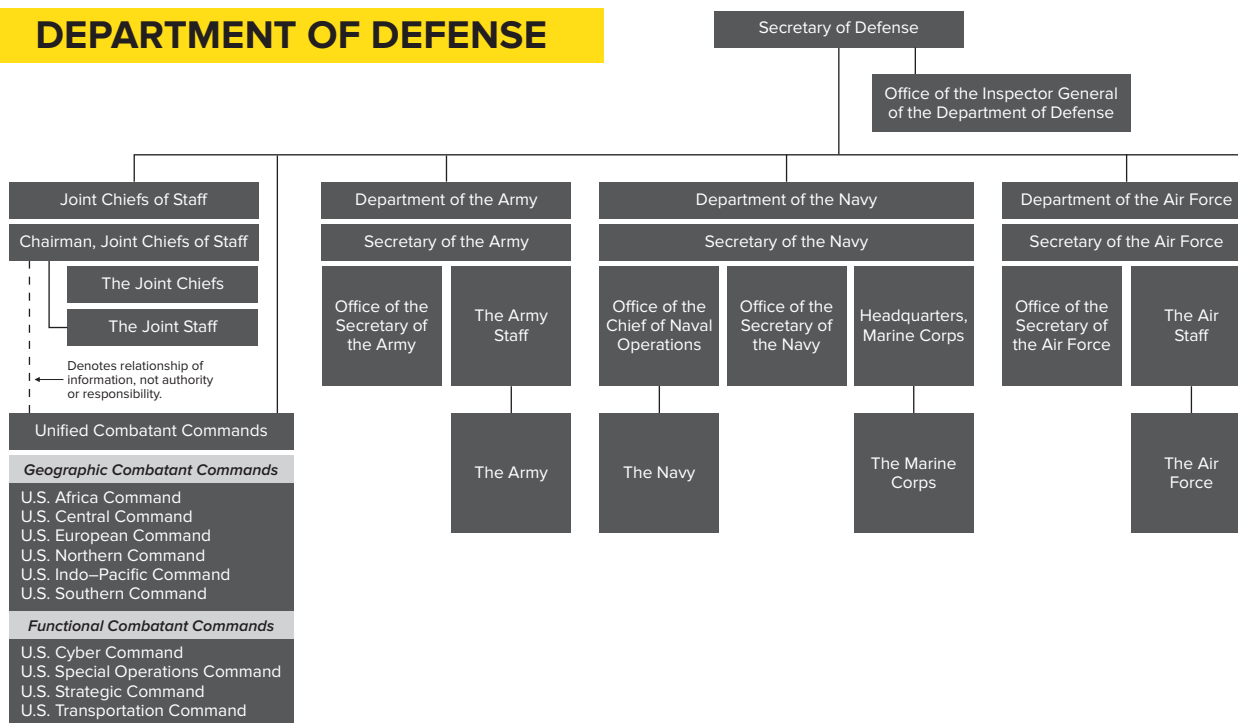 DEPARTMENT OF DEFENSE
Secretary of Defense
Office of the Inspector General
of the Department of Defense
Joint Chiefs of Staff
Chairman, Joint Chiefs of Staff
The Joint Chiefs
The Joint Staff
Denotes relationship of
information, not authority
or responsibility.
Unified Combatant Commands
Geographic Combatant Commands
U.S. Africa Command
U.S. Central Command
U.S. European Command
U.S. Northern Command
U.S. Indo–Pacific Command
U.S. Southern Command
Functional Combatant Commands
U.S. Cyber Command
U.S. Special Operations Command
U.S. Strategic Command
U.S. Transportation Command
Department of the Army
Secretary of the Army
Office of the
Secretary of
the Army
The Army
Staff
The Army
Department of the Navy
Secretary of the Navy
Office of the
Chief of Naval
Operations
Office of the
Secretary of
the Navy
Headquarters,
Marine Corps
The Navy
The Marine
Corps
Department of the Air Force
Secretary of the Air Force
Office of the
Secretary of
the Air Force
The Air
Staff
The Air
Force